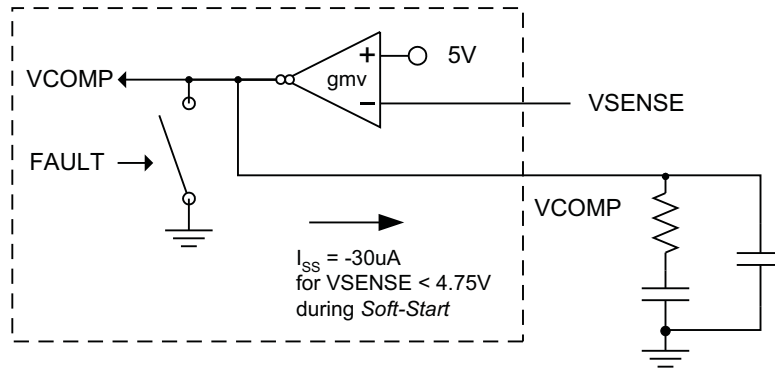 +
5V
VCOMP
gmv
–
VSENSE
FAULT
VCOMP
I_SS = -30uA
for VSENSE < 4.75V
during Soft-Start